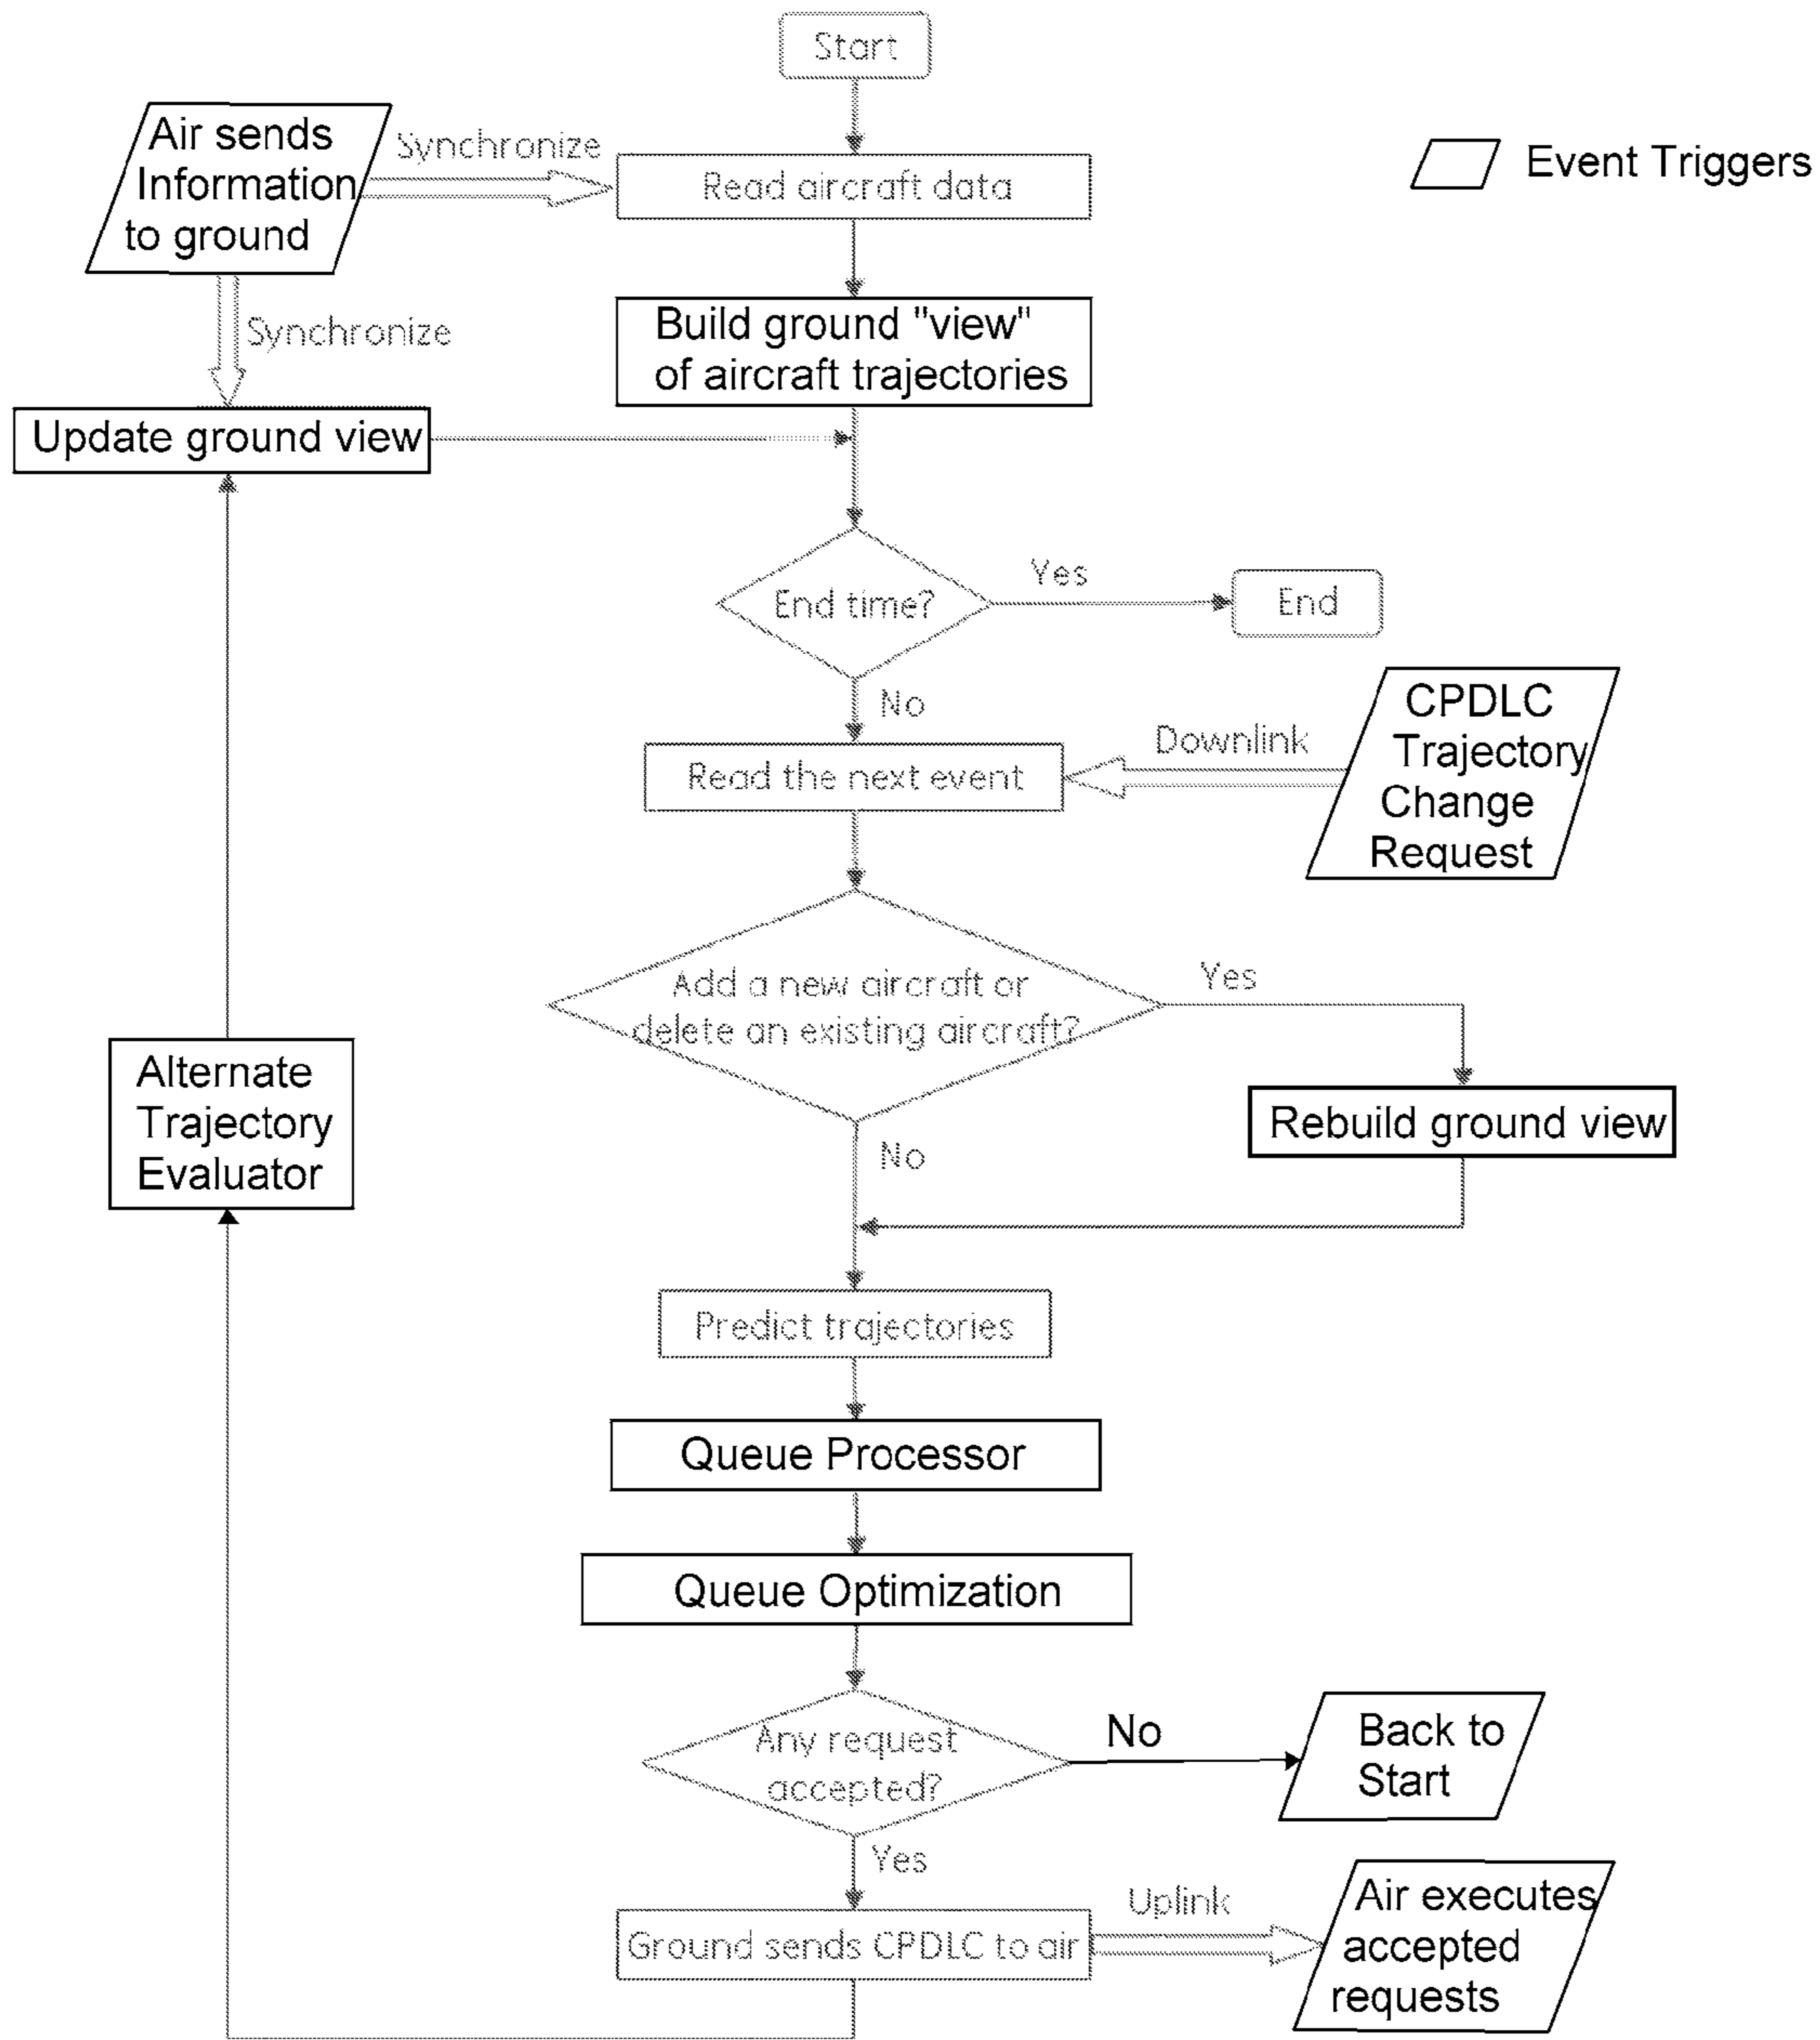 Start
Air sends
Information
to ground
Synchronize
Read aircraft data
Event Triggers
Synchronize
Build ground "view"
of aircraft trajectories
Update ground view
End time?
Yes
End
No
CPDLC
Trajectory
Change
Request
Downlink
Read the next event
Add a new aircraft or
delete an existing aircraft?
Yes
Alternate
Trajectory
Evaluator
Rebuild ground view
No
Predict trajectories
Queue Processor
Queue Optimization
Any request
accepted?
No
Back to
Start
Yes
Ground sends CPDLC to air
Uplink
Air executes
accepted
requests